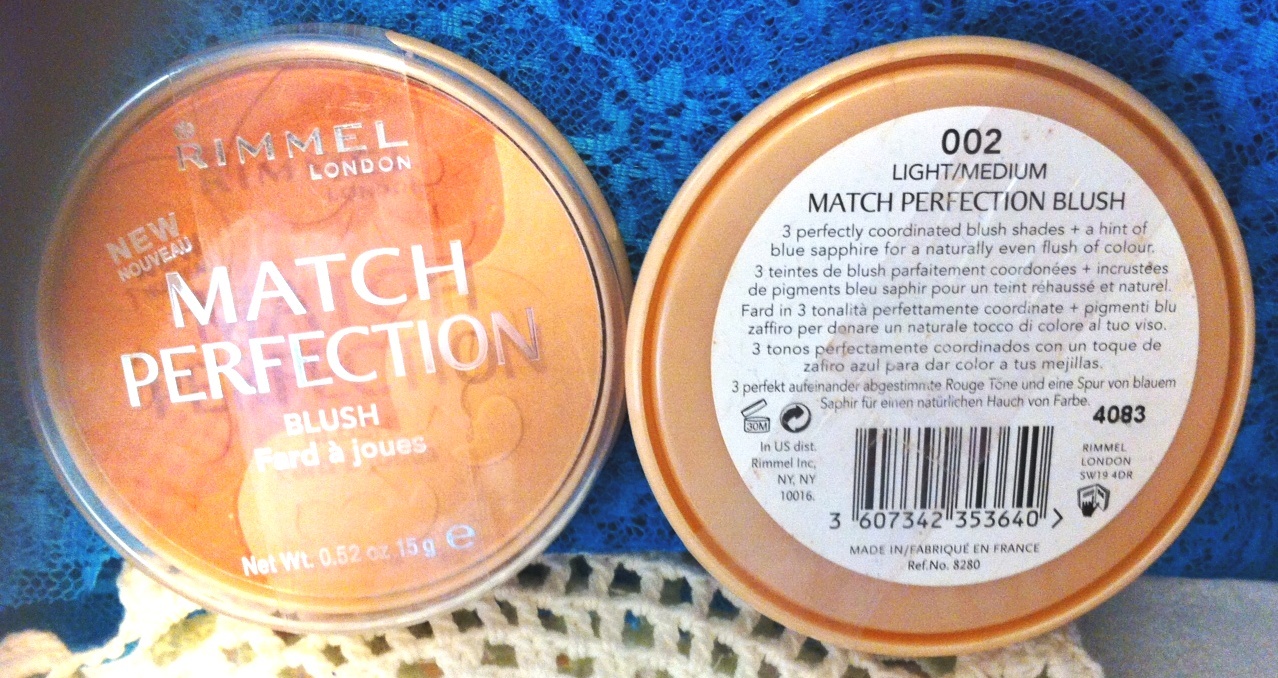 RIMMEL
LONDON
NEW
NOUVEAU
MATCH
PERFECTION
BLUSH
Fard à joues
Net Wt. 0.52 oz 15 g e
002
LIGHT/MEDIUM
MATCH PERFECTION BLUSH
3 perfectly coordinated blush shades + a hint of
blue sapphire for a naturally even flush of colour.
3 teintes de blush parfaitement coordonées + incrustées
de pigments bleu saphir pour un teint réhaussé et naturel.
Fard in 3 tonalità perfettamente coordinate + pigmenti blu
zaffiro per donare un naturale tocco di colore al tuo viso.
3 tonos perfectamente coordinados con un toque de
zafiro azul para dar color a tus mejillas.
3 perfekt aufeinander abgestimmte Rouge Töne und eine Spur von blauem
Saphir für einen natürlichen Hauch von Farbe.
4083
30M
In US dist.
Rimmel Inc,
NY, NY
10016.
RIMMEL
LONDON
SW19 4DR
3 607342 353640 >
MADE IN/FABRIQUÉ EN FRANCE
Ref.No. 8280